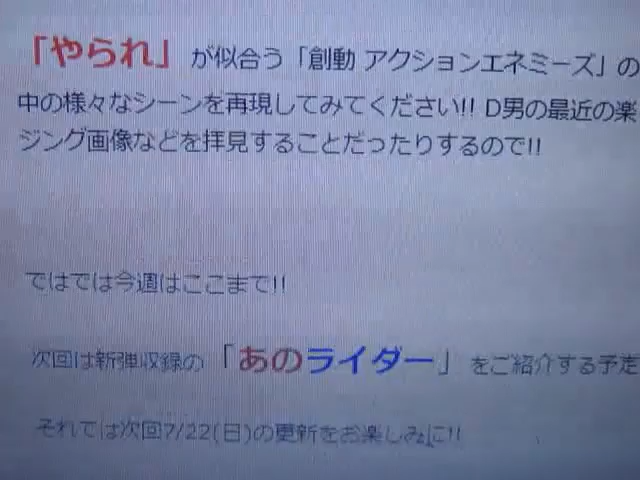 「やられ」が似合う「創動 アクションエネミーズ」の
中の様々なシーンを再現してみてください!! D男の最近の楽
ジング画像などを拝見することだったりするので!!
ではでは今週はここまで!!
次回は新弾収録の「あのライダー」をご紹介する予定
それでは次回7/22(日)の更新をお楽しみに!!